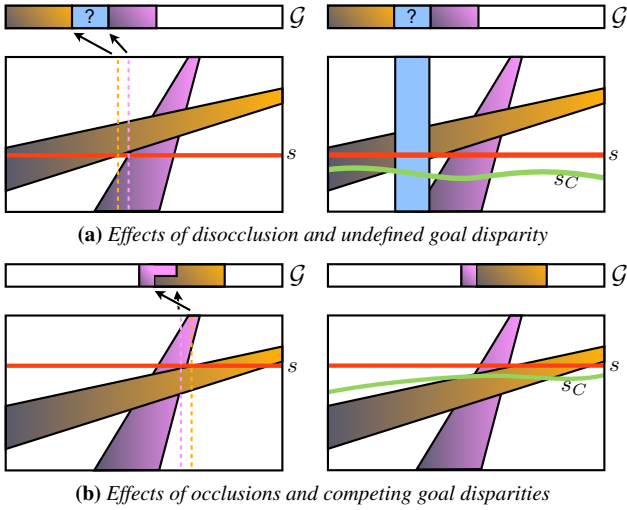 ? 𝒢 ? 𝒢
s s
s_C
(a) Effects of disocclusion and undefined goal disparity
𝒢 𝒢
s s
s_C
(b) Effects of occlusions and competing goal disparities